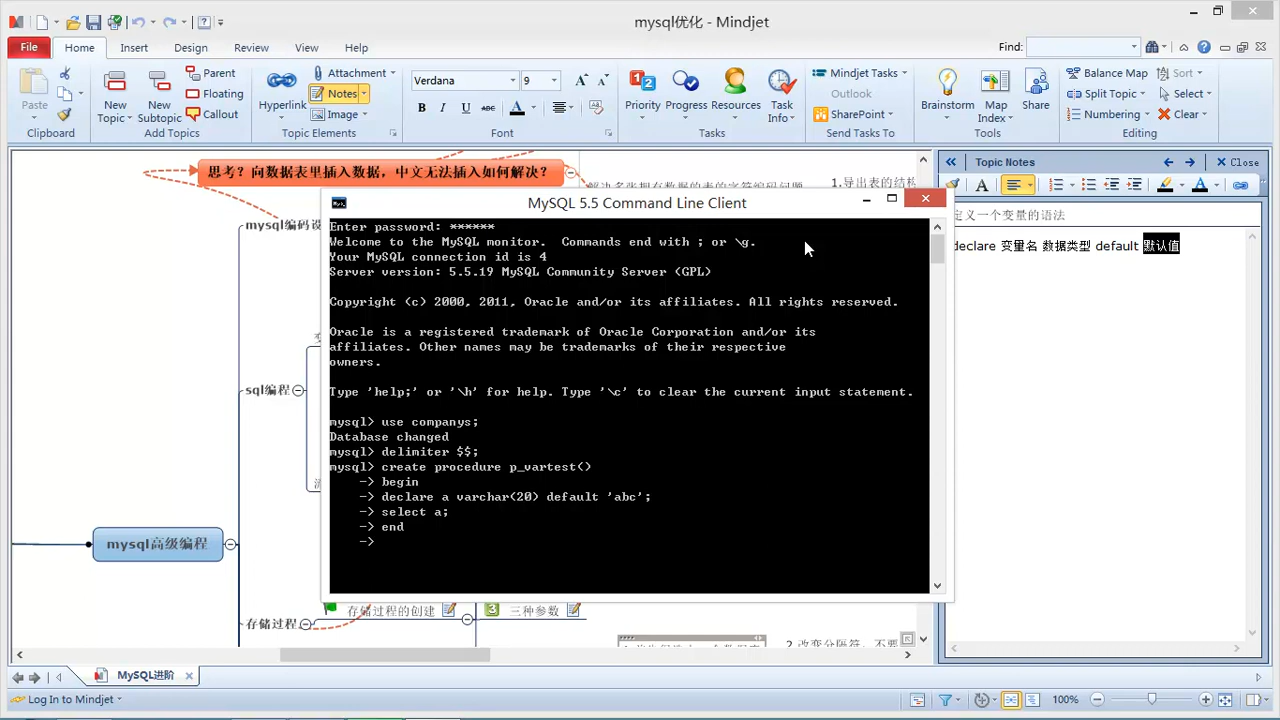 mysql优化 - Mindjet
File Home Insert Design Review View Help Find:
Paste
Clipboard
New Topic New Subtopic Parent Floating Callout
Add Topics
Hyperlink Attachment Notes Image
Topic Elements
Verdana 9
B I U abc A
Font
Priority Progress Resources Task Info
Tasks
Mindjet Tasks
Outlook
SharePoint
Send Tasks To
Brainstorm Map Index Share
Tools
Balance Map Sort
Split Topic Select
Numbering Clear
Editing
思考？向数据表里插入数据，中文无法插入如何解决？
1.导出表的结构
mysql编码设
sql编程
mysql高级编程
存储过程
存储过程的创建
3 三种参数
2.改变分隔符，不要
MySQL 5.5 Command Line Client
Enter password: ******
Welcome to the MySQL monitor.  Commands end with ; or \g.
Your MySQL connection id is 4
Server version: 5.5.19 MySQL Community Server (GPL)
Copyright (c) 2000, 2011, Oracle and/or its affiliates. All rights reserved.
Oracle is a registered trademark of Oracle Corporation and/or its
affiliates. Other names may be trademarks of their respective
owners.
Type 'help;' or '\h' for help. Type '\c' to clear the current input statement.
mysql> use companys;
Database changed
mysql> delimiter $$;
mysql> create procedure p_vartest()
-> begin
-> declare a varchar(20) default 'abc';
-> select a;
-> end
->
Topic Notes Close
定义一个变量的语法
declare 变量名 数据类型 default 默认值
MySQL进阶
Log In to Mindjet
100%